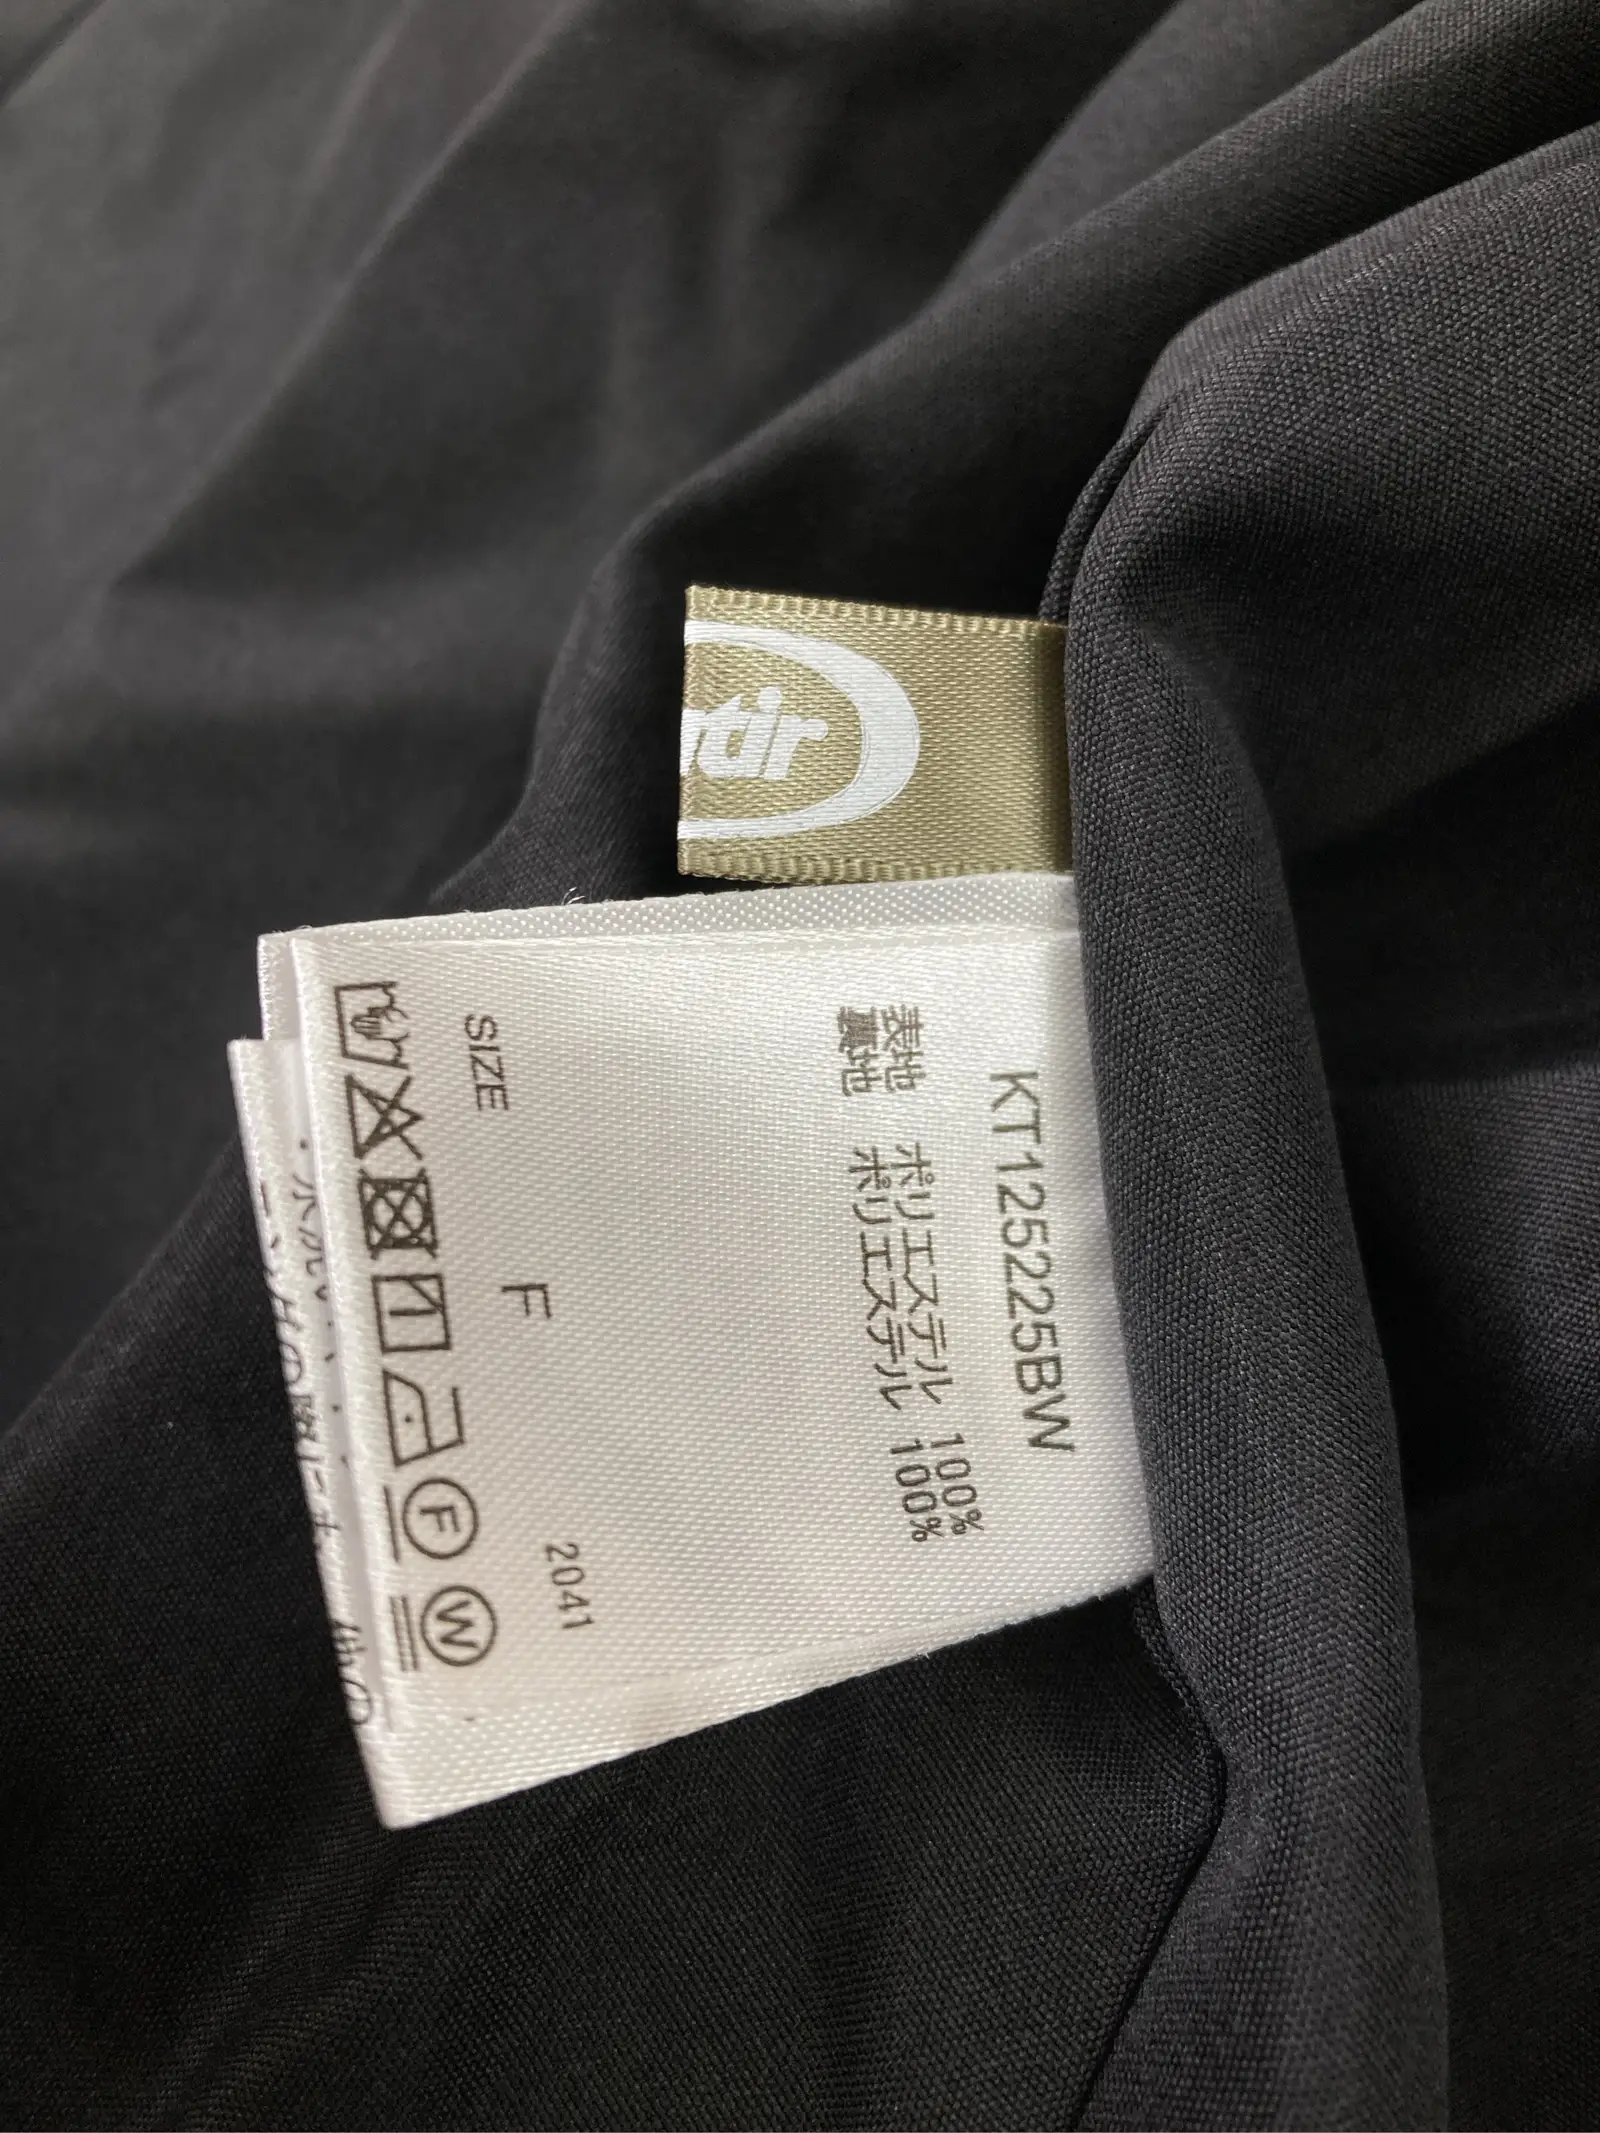 KT125225BW
表地 ポリエステル 100%
裏地 ポリエステル 100%
SIZE
F
2041
F W